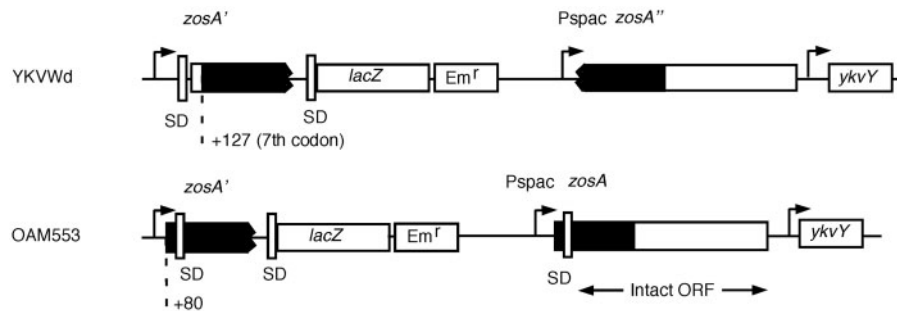 zosA’ Pspac zosA’’
YKVWd lacZ Emr ykvY
SD SD
+127 (7th codon)
zosA’ Pspac zosA
OAM553 lacZ Emr ykvY
SD SD SD Intact ORF
+80